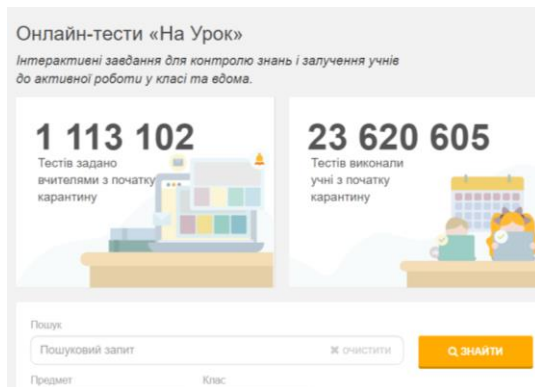 Онлайн-тести «На Урок»
Інтерактивні завдання для контролю знань і залучення учнів
до активної роботи у класі та вдома.
1 113 102
Тестів задано
вчителями з початку
карантину
23 620 605
Тестів виконали
учні з початку
карантину
Пошук
Пошуковий запит
✖ ОЧИСТИТИ
ЗНАЙТИ
Предмет
Клас